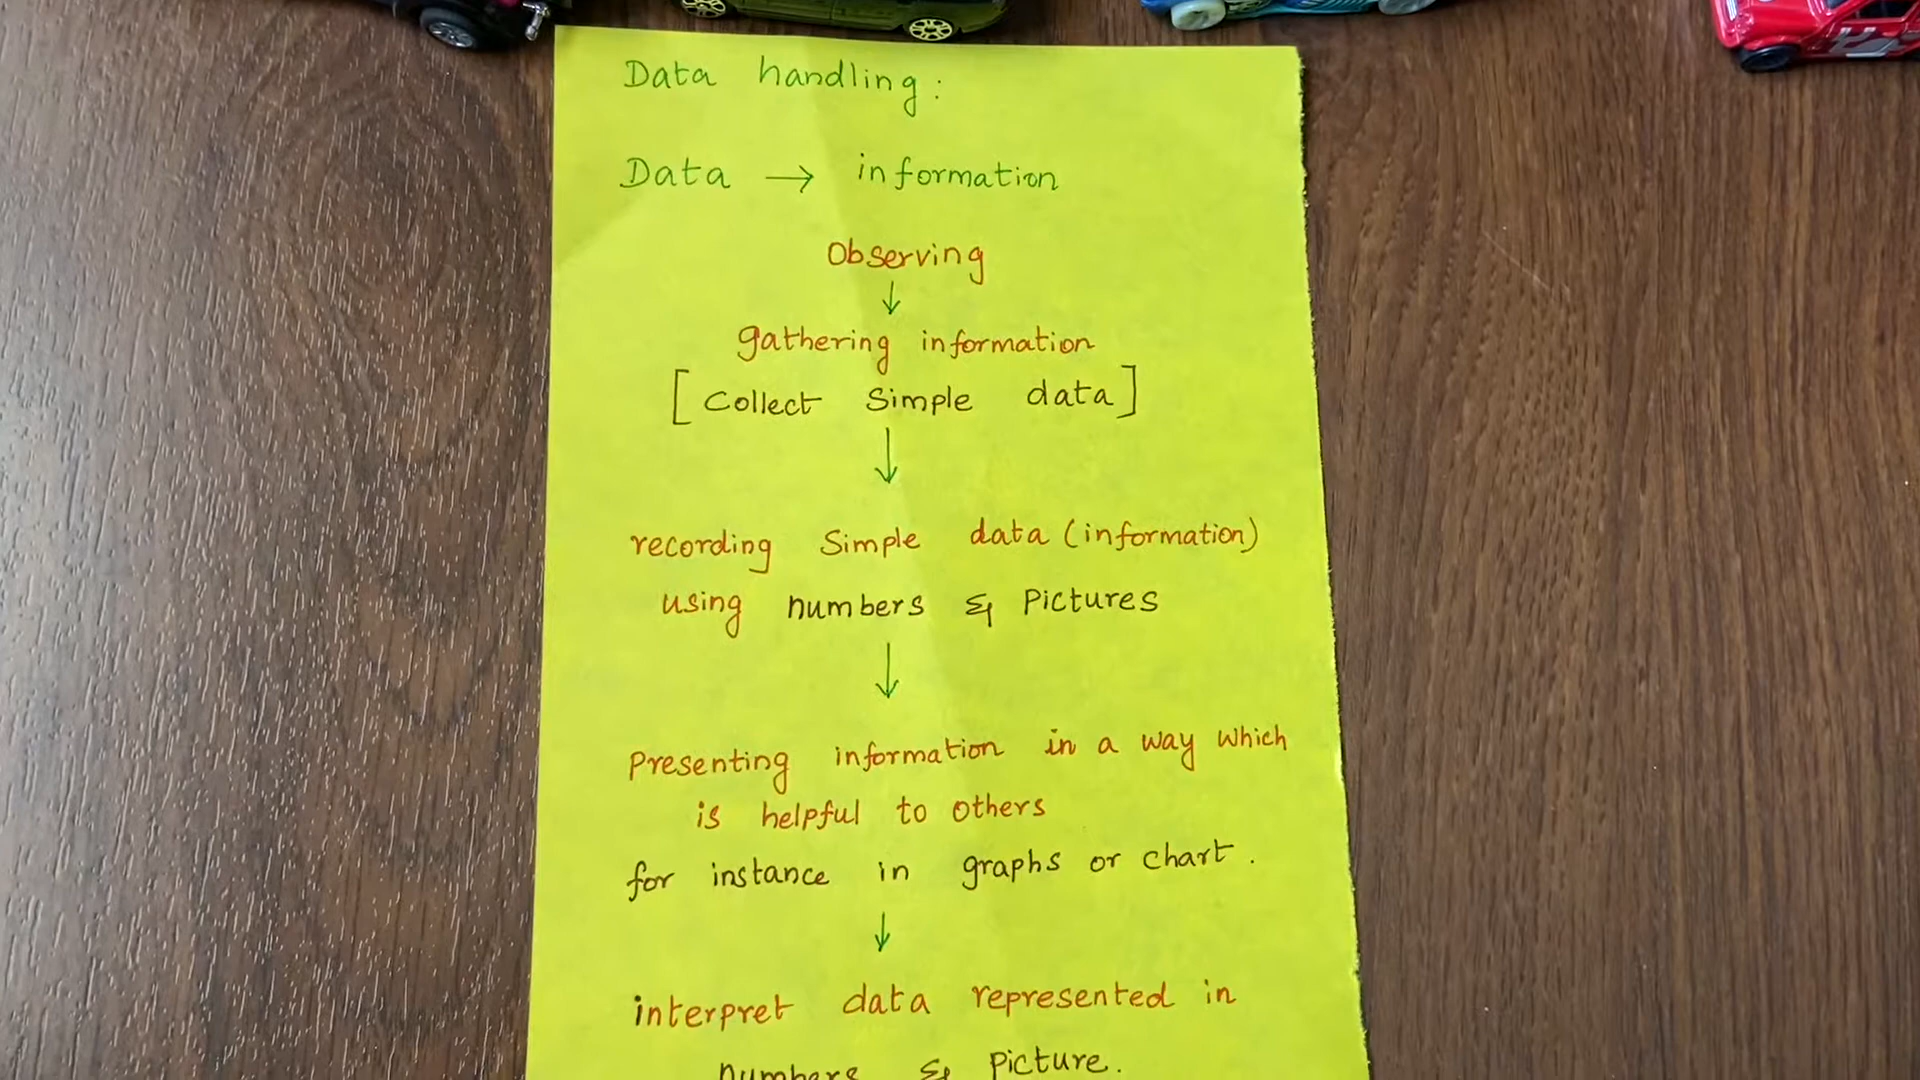 Data handling:
Data → information
Observing
↓
gathering information
[Collect Simple data]
↓
recording Simple data (information)
using numbers & Pictures
↓
Presenting information in a way which
is helpful to others
for instance in graphs or chart.
↓
interpret data represented in
numbers & Picture.